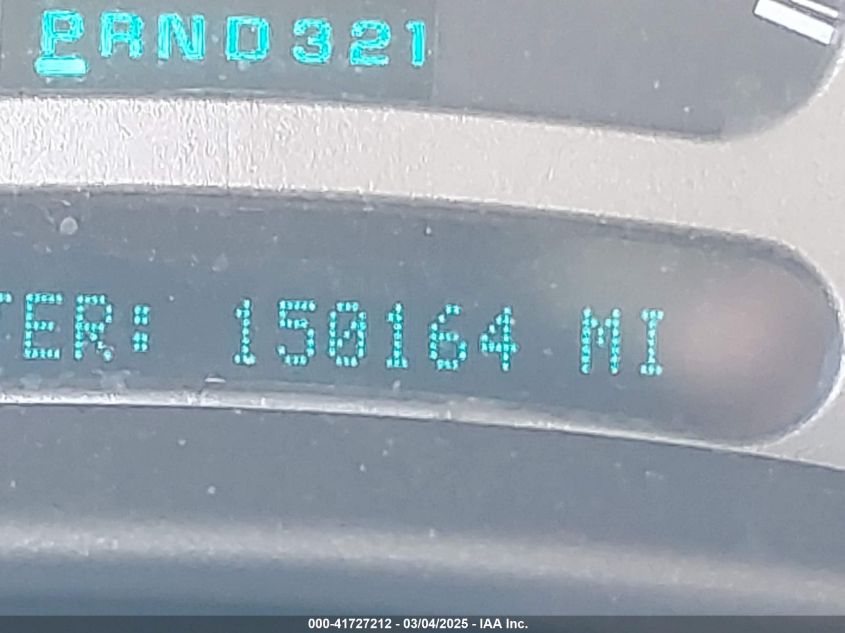 PRND321
TER: 150164 MI
000-41727212 - 03/04/2025 - IAA Inc.